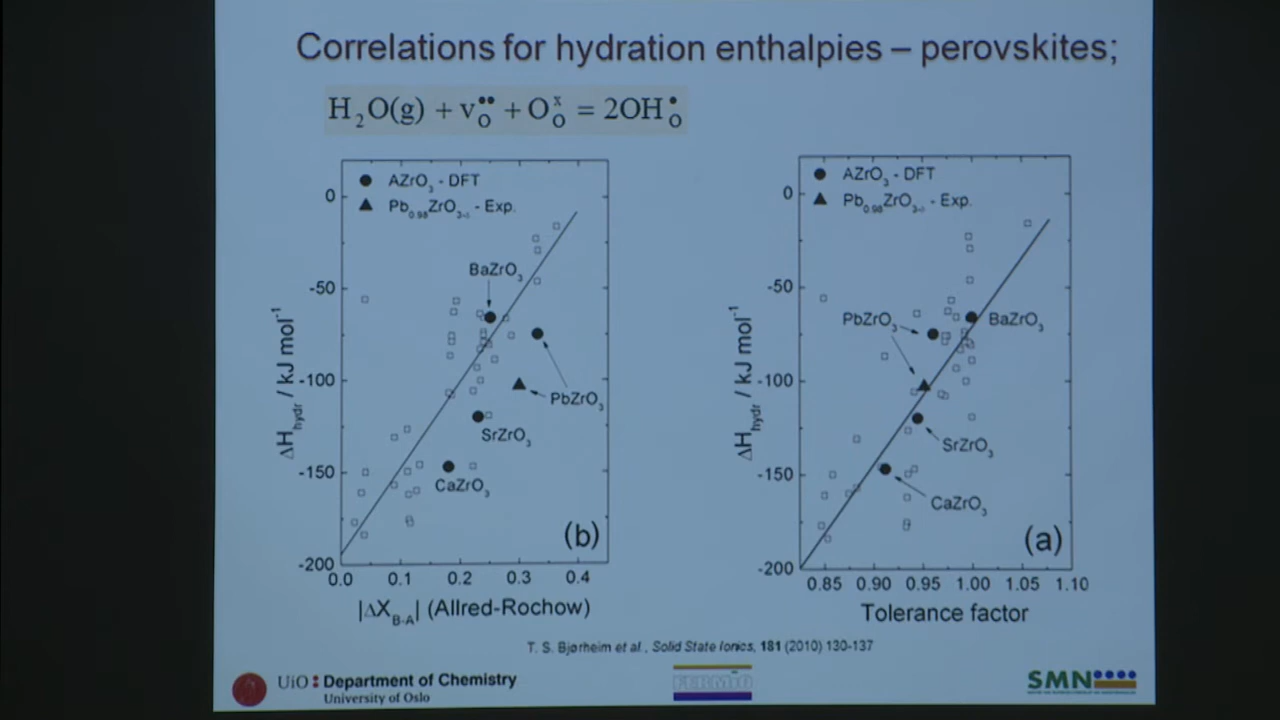 Correlations for hydration enthalpies – perovskites;
H₂O(g) + v_O^•• + O_O^x = 2OH_O^•
AZrO₃ - DFT
Pb₀.₉₈ZrO₃₋δ - Exp.
0
-50
-100
-150
-200
ΔH_hydr / kJ mol⁻¹
BaZrO₃
PbZrO₃
SrZrO₃
CaZrO₃
(b)
0.0 0.1 0.2 0.3 0.4
|ΔX_B-A| (Allred-Rochow)
AZrO₃ - DFT
Pb₀.₉₈ZrO₃₋δ - Exp.
0
-50
-100
-150
-200
ΔH_hydr / kJ mol⁻¹
PbZrO₃
BaZrO₃
SrZrO₃
CaZrO₃
(a)
0.85 0.90 0.95 1.00 1.05 1.10
Tolerance factor
T. S. Bjørheim et al., Solid State Ionics, 181 (2010) 130-137
UiO: Department of Chemistry
University of Oslo
FERMiO
SMN